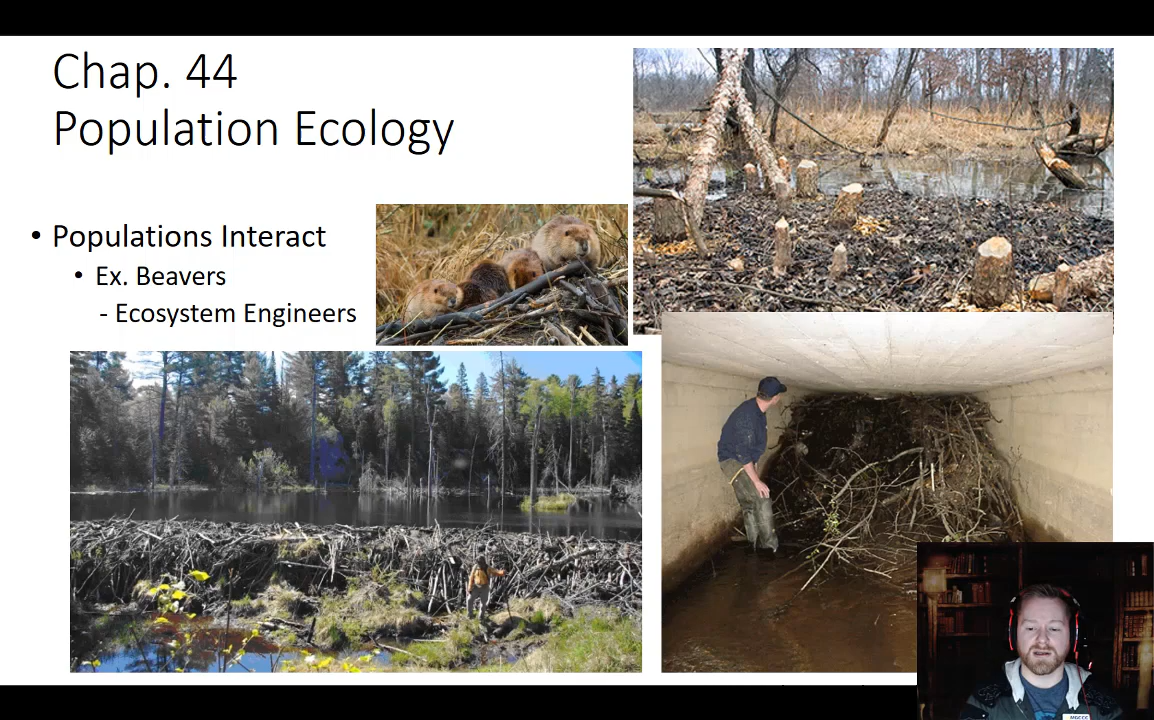 Chap. 44
Population Ecology
• Populations Interact
• Ex. Beavers
- Ecosystem Engineers